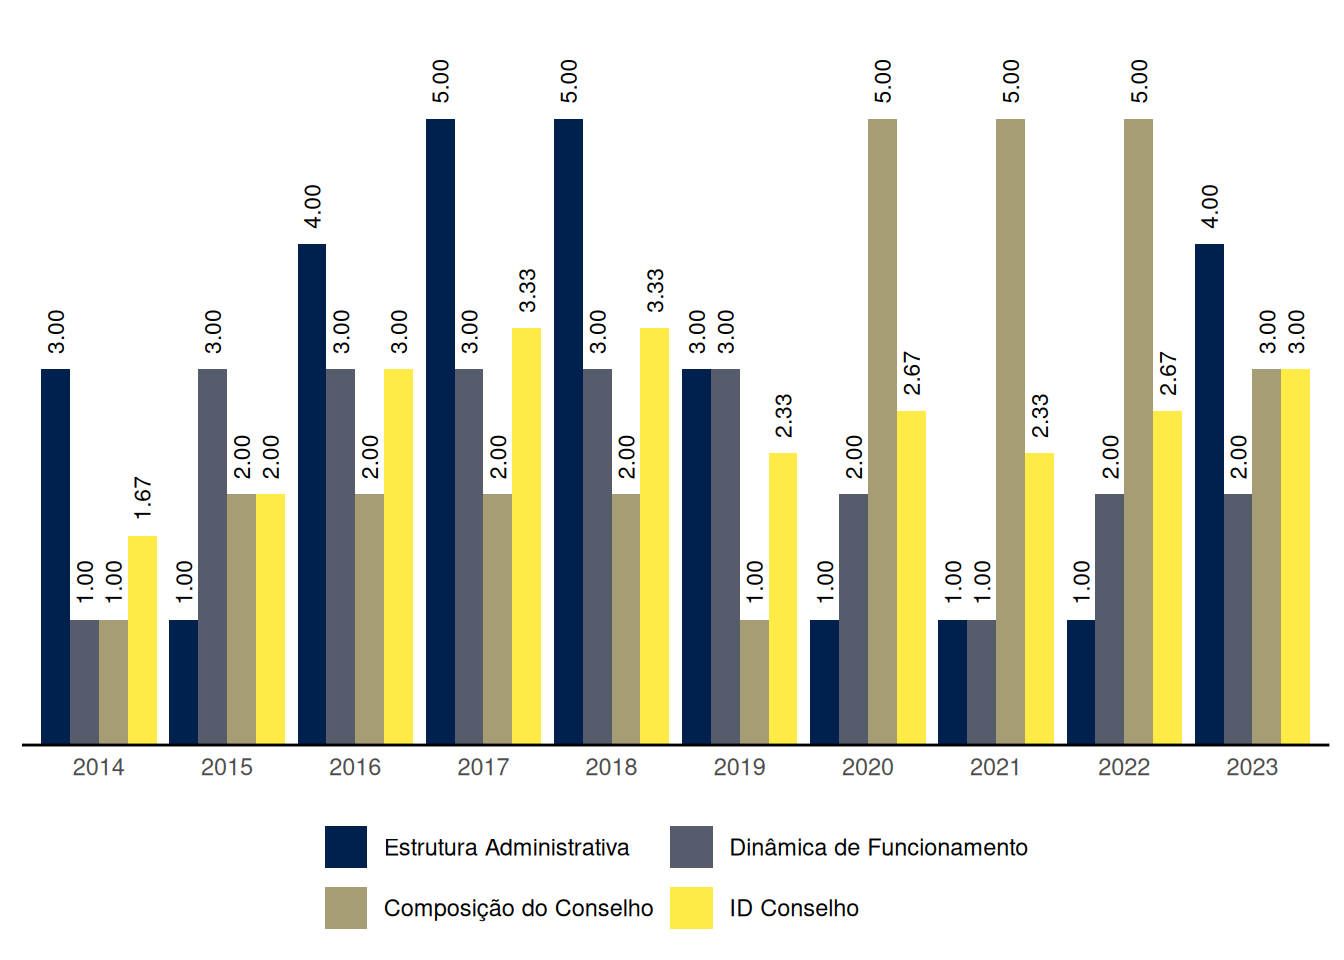 5.00 5.00 5.00 5.00 5.00
4.00 4.00
3.33 3.33
3.00 3.00 3.00 3.00 3.00 3.00 3.00 3.00 3.00 3.00
2.67 2.67
2.33 2.33
2.00 2.00 2.00 2.00 2.00 2.00 2.00 2.00
1.67
1.00 1.00 1.00 1.00 1.00 1.00 1.00 1.00
2014 2015 2016 2017 2018 2019 2020 2021 2022 2023
Estrutura Administrativa Dinâmica de Funcionamento
Composição do Conselho ID Conselho